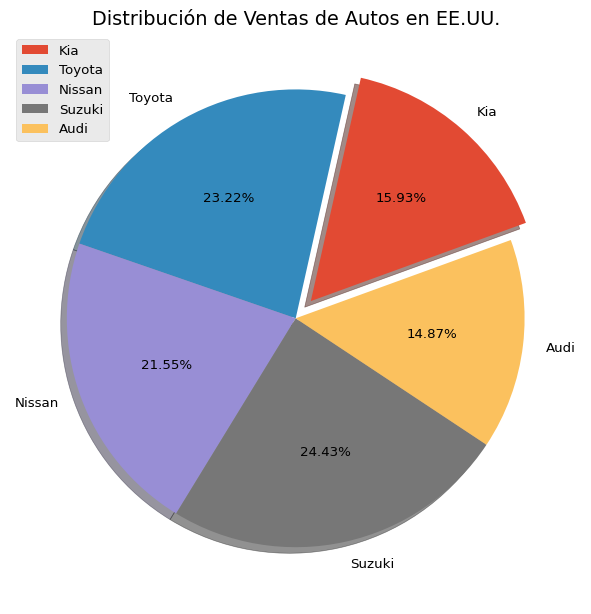 Distribución de Ventas de Autos en EE.UU.
Kia
Toyota
Nissan
Suzuki
Audi
Toyota
Kia
23.22%
15.93%
14.87%
Audi
21.55%
Nissan
24.43%
Suzuki